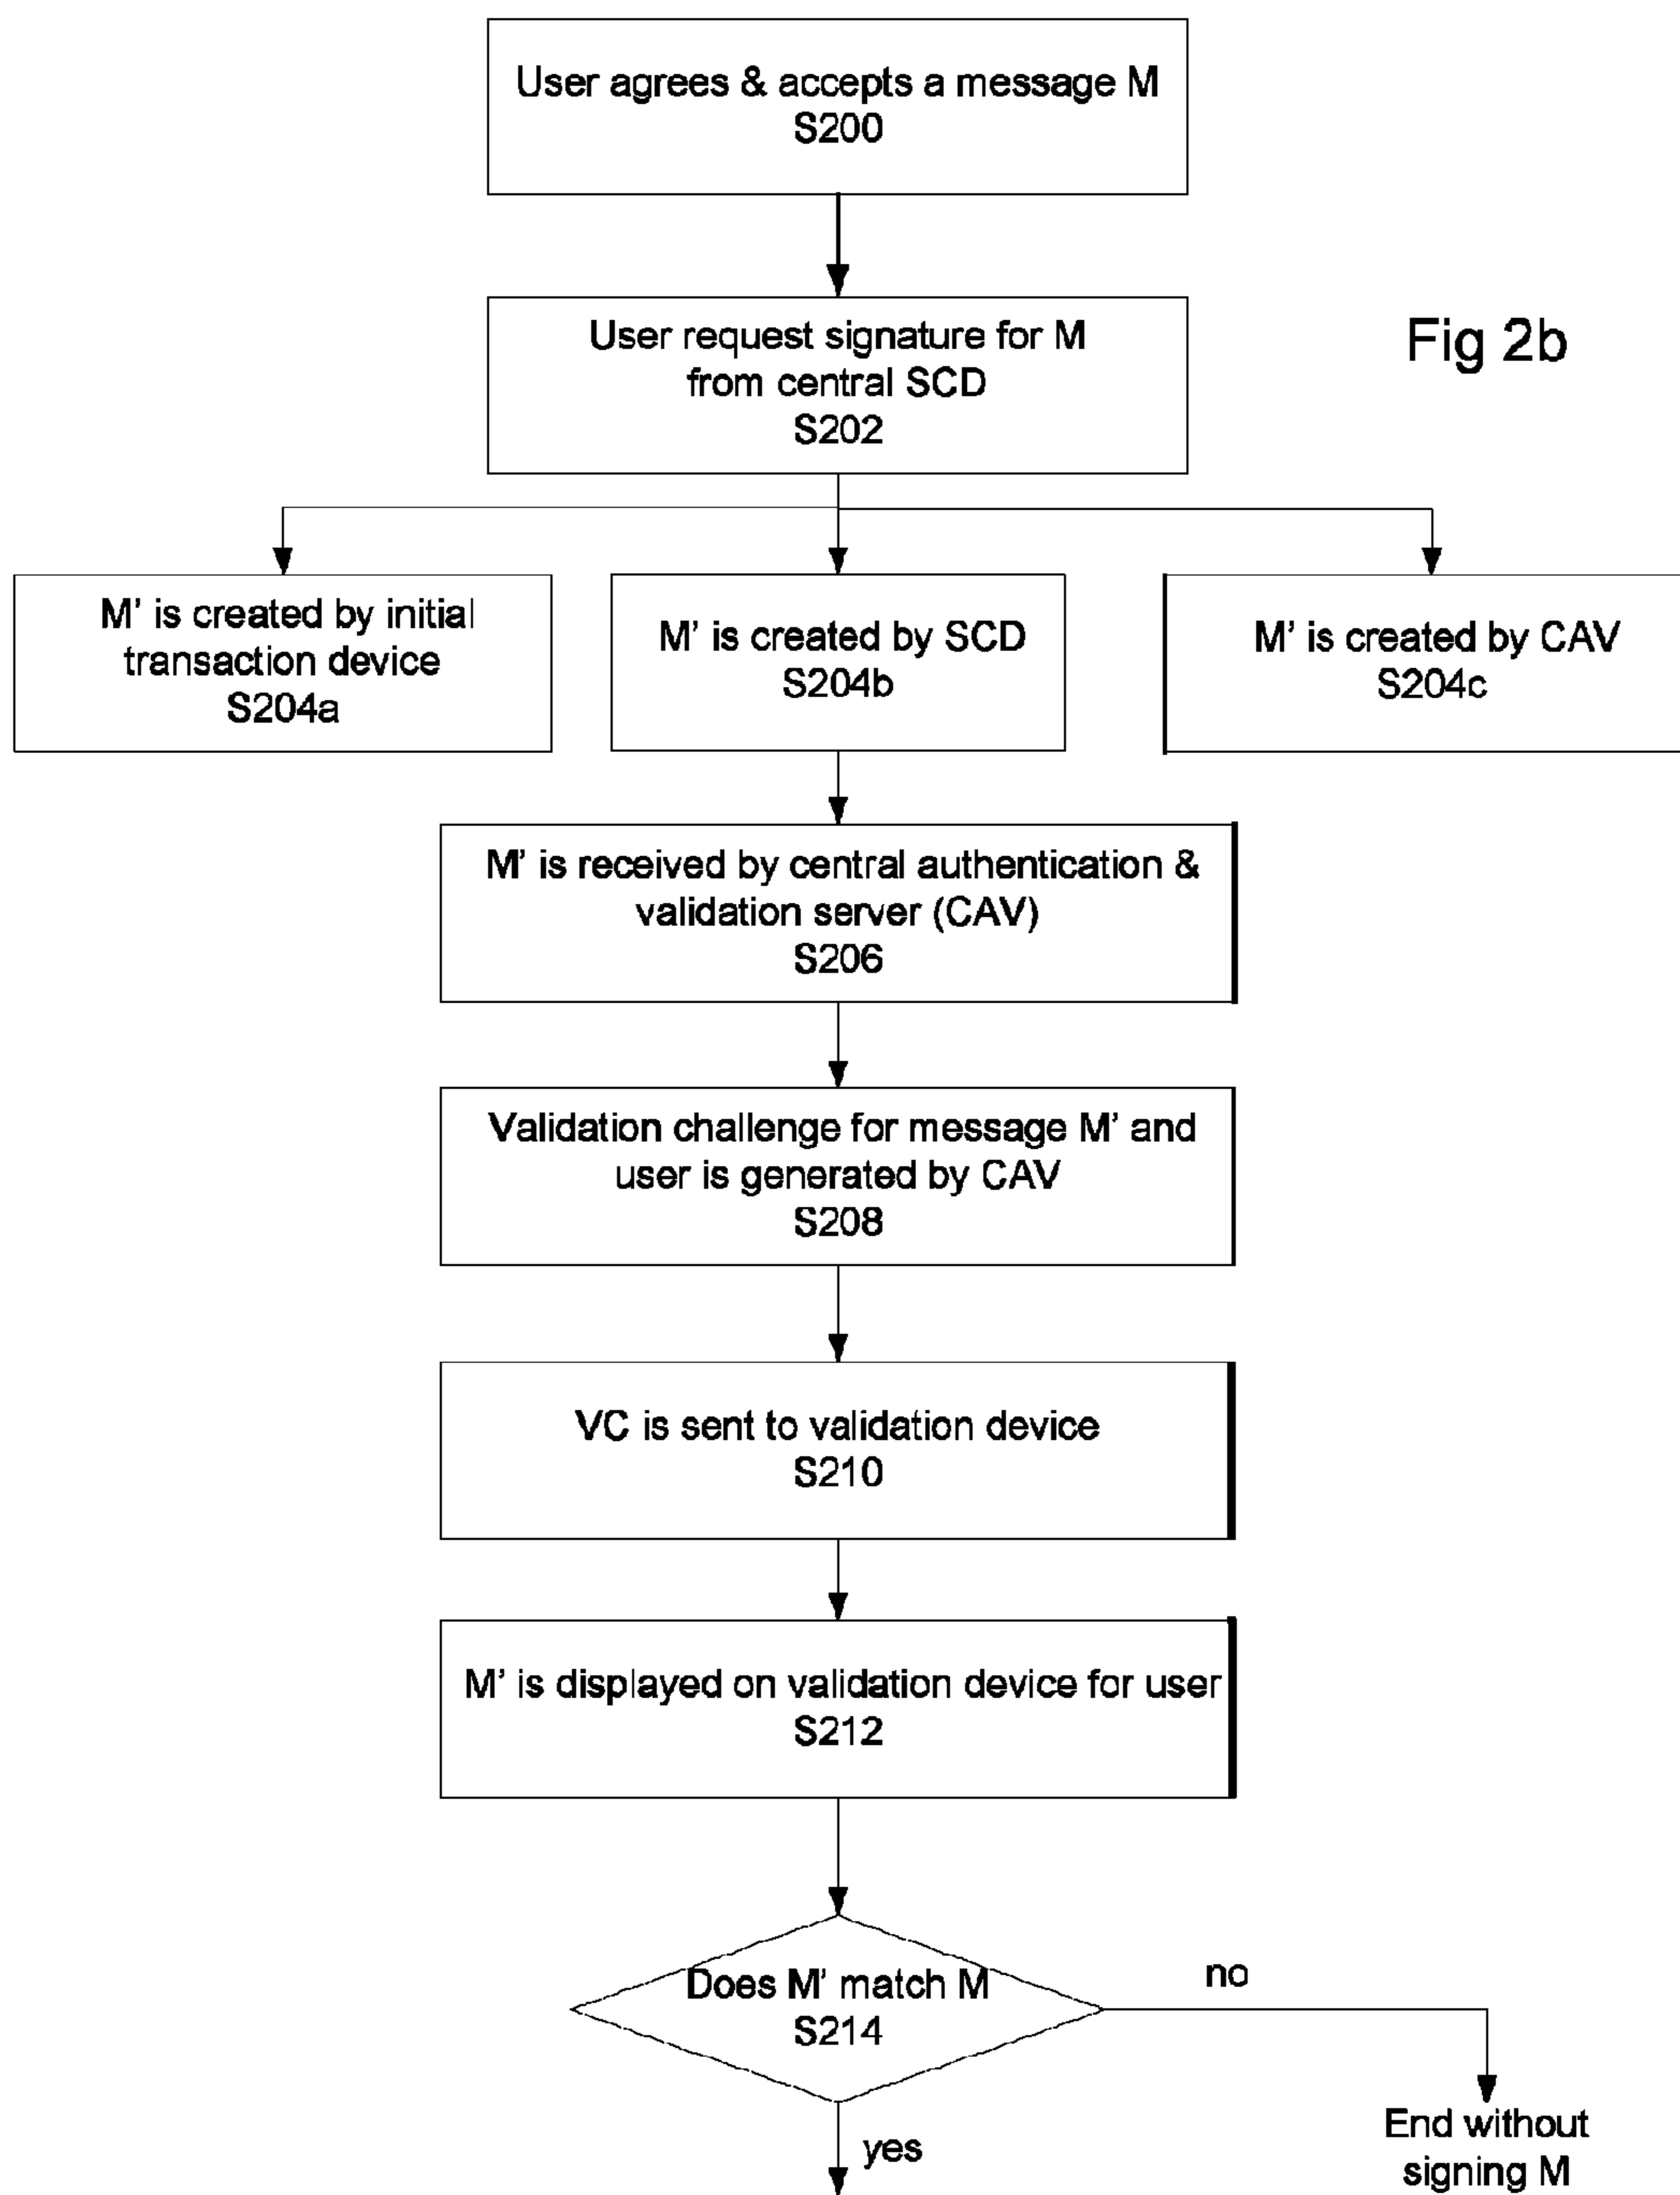 User agrees & accepts a message M
S200
User request signature for M
from central SCD
S202
Fig 2b
M' is created by initial
transaction device
S204a
M' is created by SCD
S204b
M' is created by CAV
S204c
M' is received by central authentication &
validation server (CAV)
S206
Validation challenge for message M' and
user is generated by CAV
S208
VC is sent to validation device
S210
M' is displayed on validation device for user
S212
Does M' match M
S214
no
yes
End without
signing M